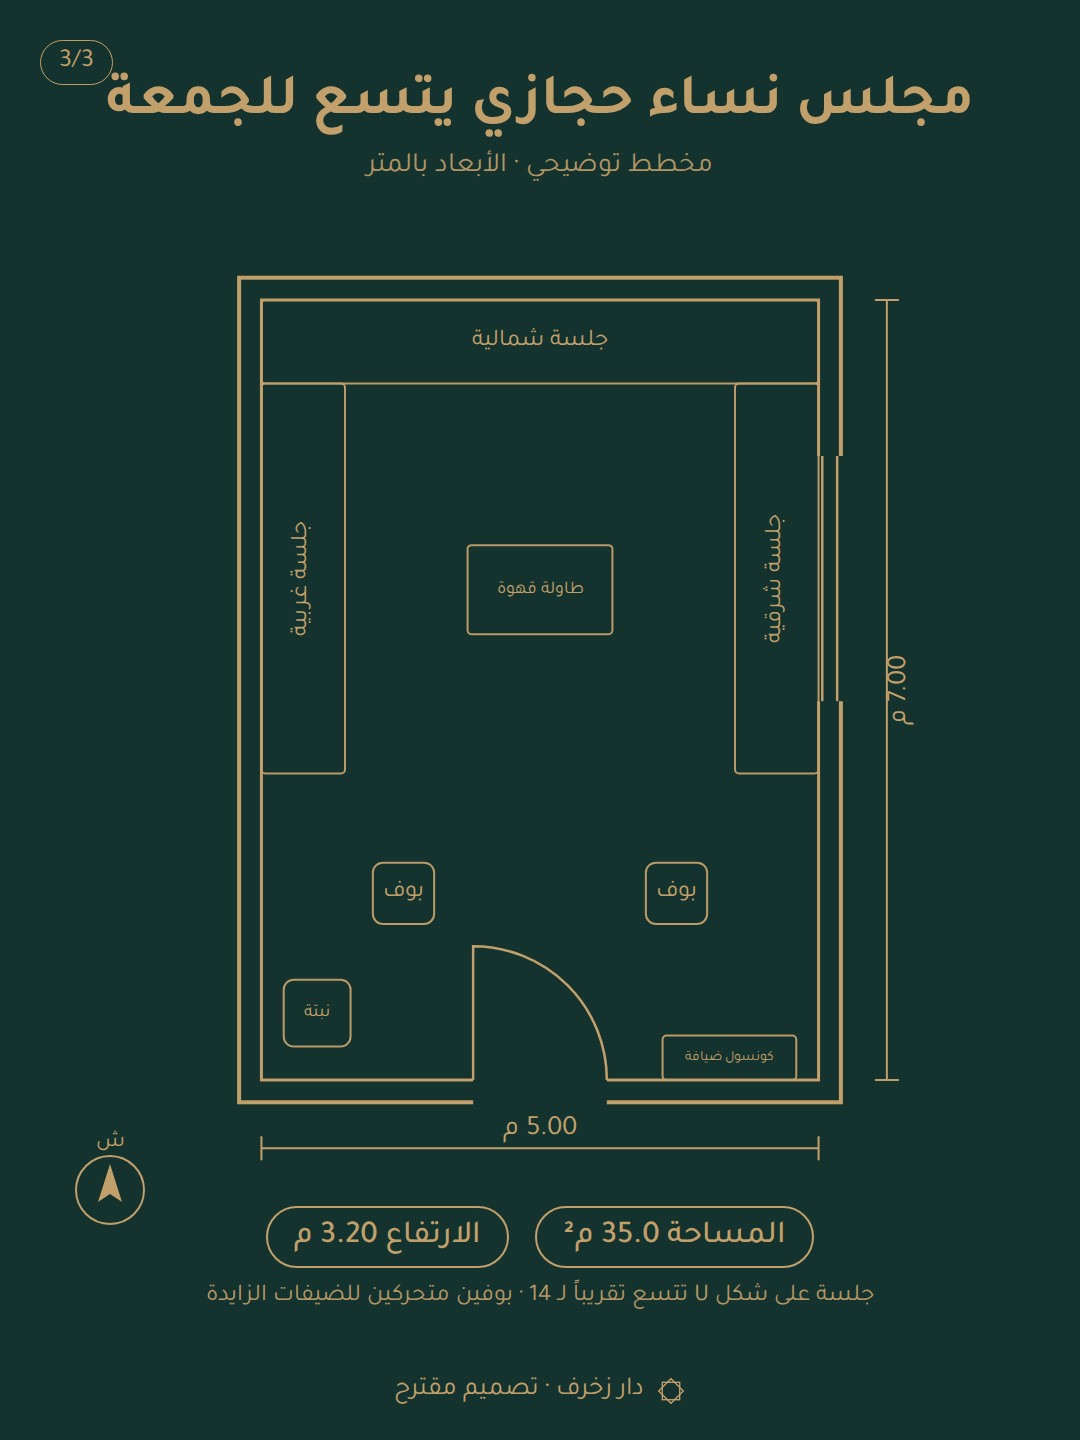 3/3
مجلس نساء حجازي يتسع للجمعة
مخطط توضيحي · الأبعاد بالمتر
جلسة شمالية
جلسة غربية
جلسة شرقية
طاولة قهوة
7.00 م
بوف
بوف
نبتة
كونسول ضيافة
5.00 م
ش
المساحة 35.0 م²
الارتفاع 3.20 م
جلسة على شكل U تتسع تقريباً لـ 14 · بوفين متحركين للضيفات الزايدة
دار زخرف · تصميم مقترح